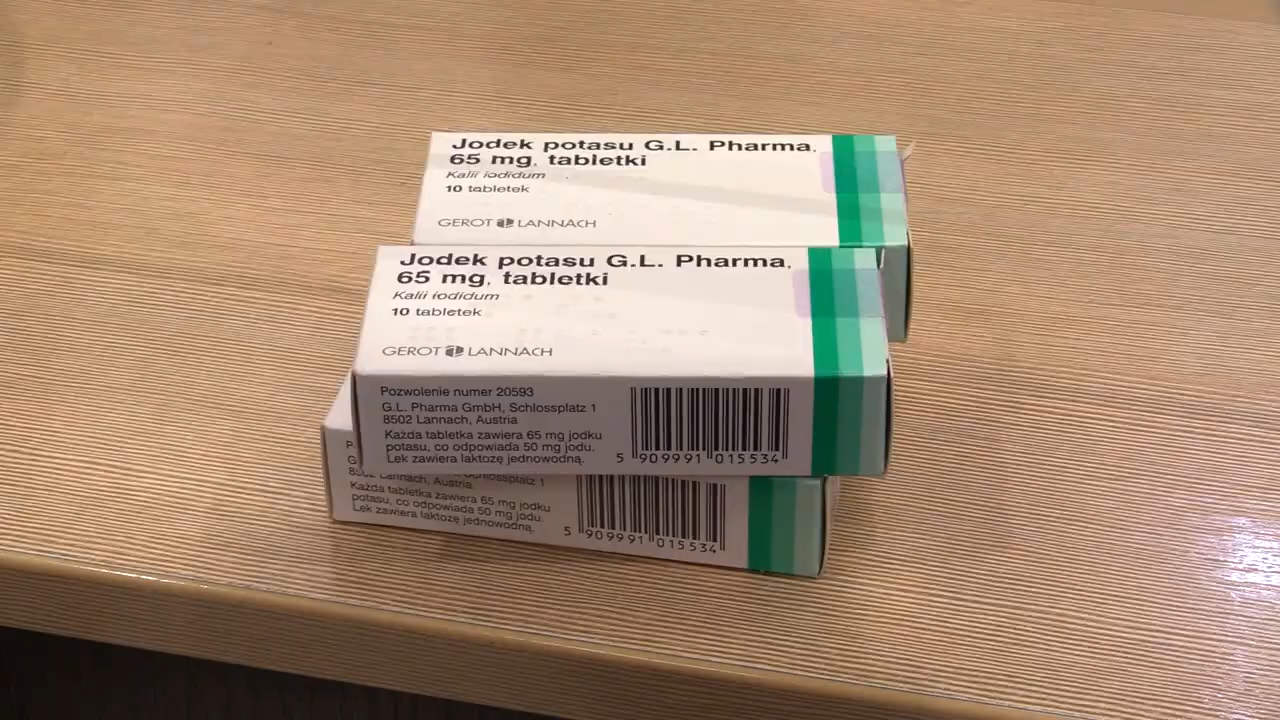 Jodek potasu G.L. Pharma,
65 mg, tabletki
Kalii iodidum
10 tabletek
GEROT LANNACH
Jodek potasu G.L. Pharma,
65 mg, tabletki
Kalii iodidum
10 tabletek
GEROT LANNACH
Pozwolenie numer 20593
G.L. Pharma GmbH, Schlossplatz 1
8502 Lannach, Austria
Każda tabletka zawiera 65 mg jodku
potasu, co odpowiada 50 mg jodu.
Lek zawiera laktozę jednowodną.
5 909991 015534
P
G Schlossplatz 1
Lannach, Austria
Każda tabletka zawiera 65 mg jodku
potasu, co odpowiada 50 mg jodu.
Lek zawiera laktozę jednowodną.
5 909991 015534